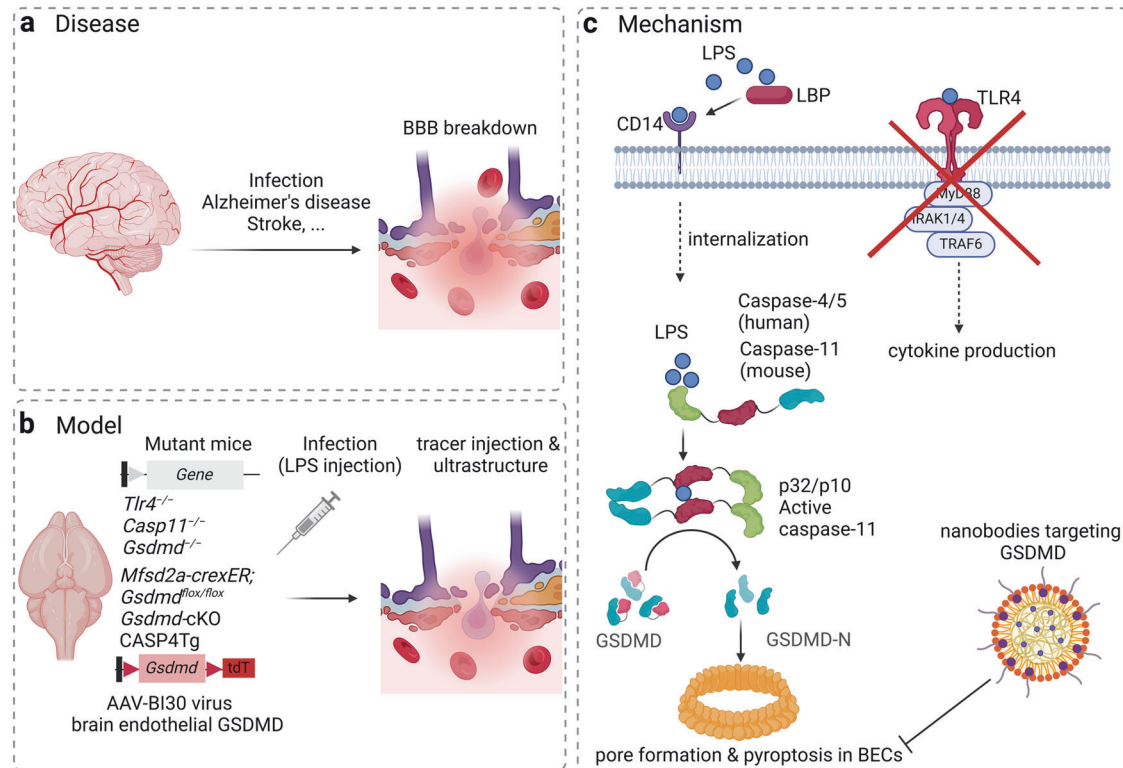 a Disease
Infection
Alzheimer's disease
Stroke, ...
BBB breakdown
b Model
Mutant mice
Gene
Tlr4⁻/⁻
Casp11⁻/⁻
Gsdmd⁻/⁻
Mfsd2a-crexER;
Gsdmdflox/flox
Gsdmd-cKO
CASP4Tg
Gsdmd
tdT
AAV-BI30 virus
brain endothelial GSDMD
Infection
(LPS injection)
tracer injection &
ultrastructure
c Mechanism
LPS
LBP
CD14
TLR4
MyD88
IRAK1/4
TRAF6
internalization
cytokine production
Caspase-4/5
(human)
Caspase-11
(mouse)
LPS
p32/p10
Active
caspase-11
GSDMD
GSDMD-N
nanobodies targeting
GSDMD
pore formation & pyroptosis in BECs